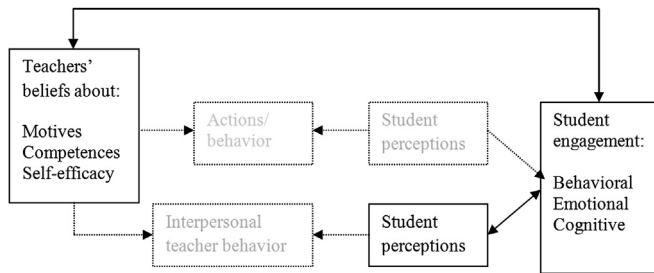 Teachers'
beliefs about:
Motives
Competences
Self-efficacy
Actions/
behavior
Student
perceptions
Interpersonal
teacher behavior
Student
perceptions
Student
engagement:
Behavioral
Emotional
Cognitive